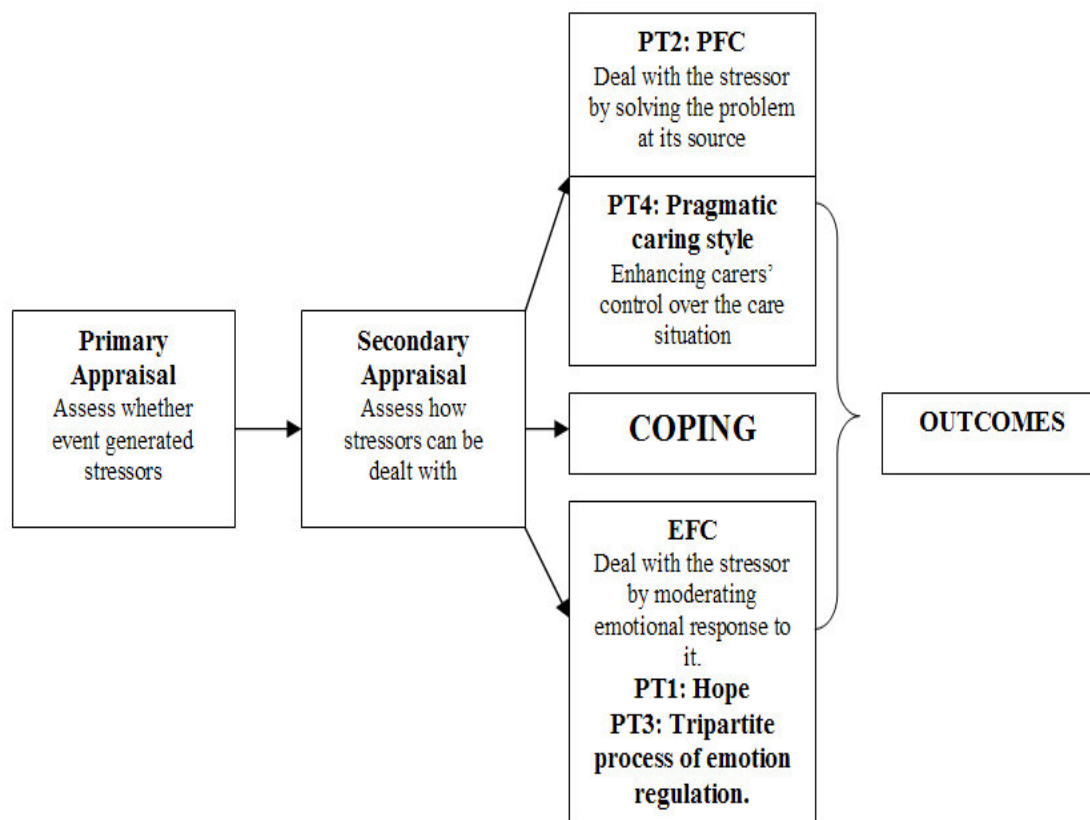 Primary
Appraisal
Assess whether
event generated
stressors
Secondary
Appraisal
Assess how
stressors can be
dealt with
PT2: PFC
Deal with the stressor
by solving the problem
at its source
PT4: Pragmatic
caring style
Enhancing carers’
control over the care
situation
COPING
EFC
Deal with the stressor
by moderating
emotional response to
it.
PT1: Hope
PT3: Tripartite
process of emotion
regulation.
OUTCOMES